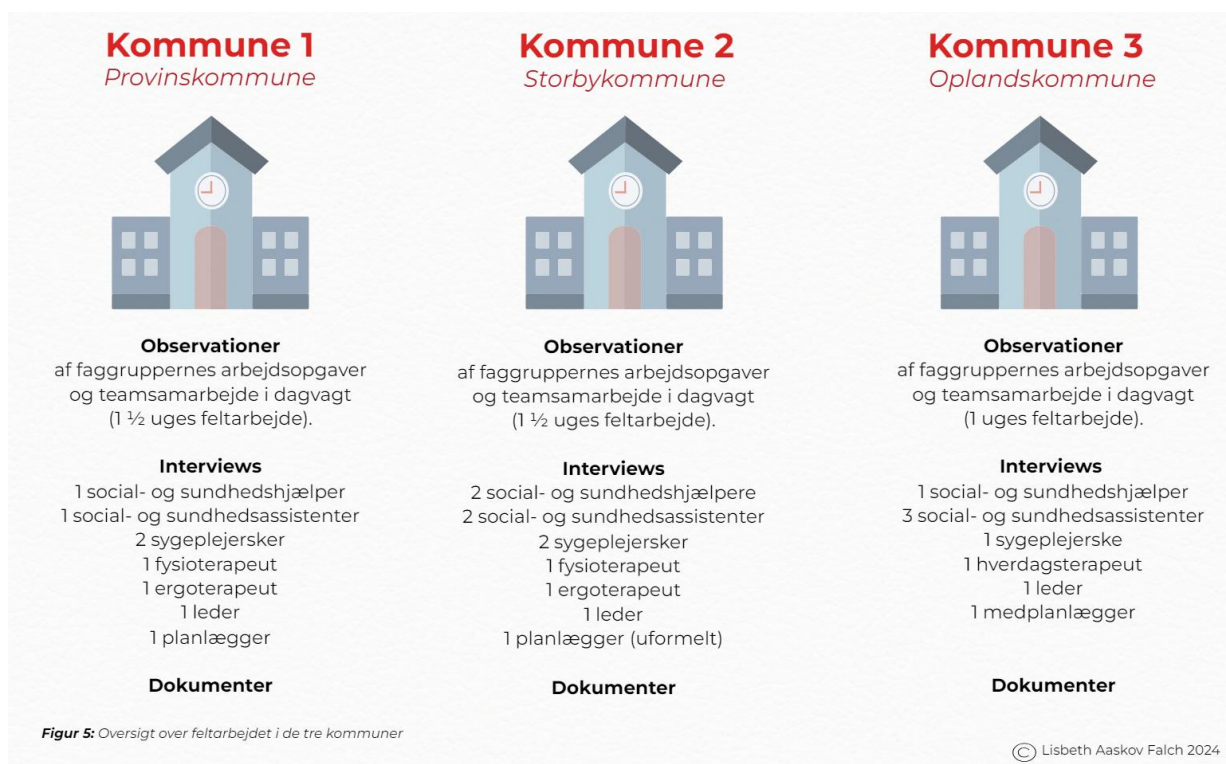 Kommune 1
Provinskommune
Observationer
af faggruppernes arbejdsopgaver
og teamsamarbejde i dagvagt
(1 ½ uges feltarbejde).
Interviews
1 social- og sundhedshjælper
1 social- og sundhedsassistenter
2 sygeplejersker
1 fysioterapeut
1 ergoterapeut
1 leder
1 planlægger
Dokumenter
Kommune 2
Storbykommune
Observationer
af faggruppernes arbejdsopgaver
og teamsamarbejde i dagvagt
(1 ½ uges feltarbejde).
Interviews
2 social- og sundhedshjælpere
2 social- og sundhedsassistenter
2 sygeplejersker
1 fysioterapeut
1 ergoterapeut
1 leder
1 planlægger (uformelt)
Dokumenter
Kommune 3
Oplandskommune
Observationer
af faggruppernes arbejdsopgaver
og teamsamarbejde i dagvagt
(1 uges feltarbejde).
Interviews
1 social- og sundhedshjælper
3 social- og sundhedsassistenter
1 sygeplejerske
1 hverdagsterapeut
1 leder
1 medplanlægger
Dokumenter
Figur 5: Oversigt over feltarbejdet i de tre kommuner
© Lisbeth Aaskov Falch 2024